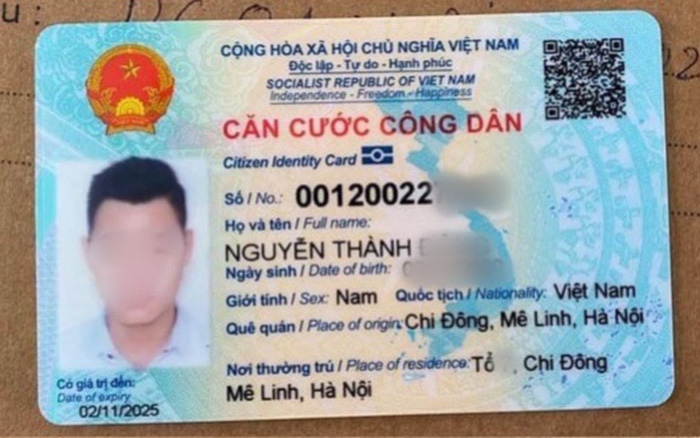 CỘNG HÒA XÃ HỘI CHỦ NGHĨA VIỆT NAM
Độc lập - Tự do - Hạnh phúc
SOCIALIST REPUBLIC OF VIET NAM
Independence - Freedom - Happiness
CĂN CƯỚC CÔNG DÂN
Citizen Identity Card
Số / No.: 00120022
Họ và tên / Full name:
NGUYỄN THÀNH
Ngày sinh / Date of birth:
Giới tính / Sex: Nam Quốc tịch / Nationality: Việt Nam
Quê quán / Place of origin: Chi Đông, Mê Linh, Hà Nội
Nơi thường trú / Place of residence: Tổ Chi Đông
Mê Linh, Hà Nội
Có giá trị đến:
Date of expiry
02/11/2025